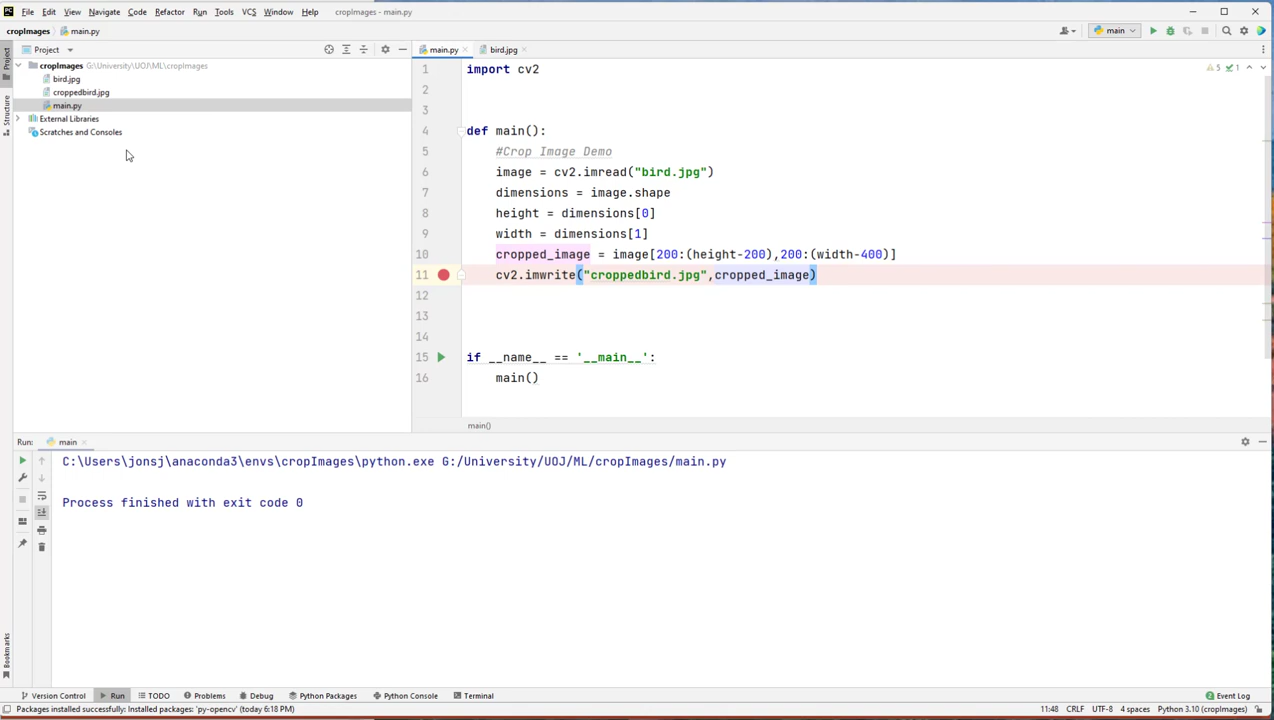 PC File Edit View Navigate Code Refactor Run Tools VCS Window Help cropImages - main.py
cropImages main.py main
Project
Project main.py bird.jpg
cropImages G:\University\UOJ\ML\cropImages
bird.jpg
croppedbird.jpg
main.py
External Libraries
Scratches and Consoles
Structure
5 1
1 import cv2
2
3
4 def main():
5 #Crop Image Demo
6 image = cv2.imread("bird.jpg")
7 dimensions = image.shape
8 height = dimensions[0]
9 width = dimensions[1]
10 cropped_image = image[200:(height-200),200:(width-400)]
11 cv2.imwrite("croppedbird.jpg",cropped_image)
12
13
14
15 if __name__ == '__main__':
16 main()
main()
Run: main
C:\Users\jonsj\anaconda3\envs\cropImages\python.exe G:/University/UOJ/ML/cropImages/main.py
Process finished with exit code 0
Bookmarks
Version Control Run TODO Problems Debug Python Packages Python Console Terminal Event Log
Packages installed successfully: Installed packages: 'py-opencv' (today 6:18 PM) 11:48 CRLF UTF-8 4 spaces Python 3.10 (cropImages)